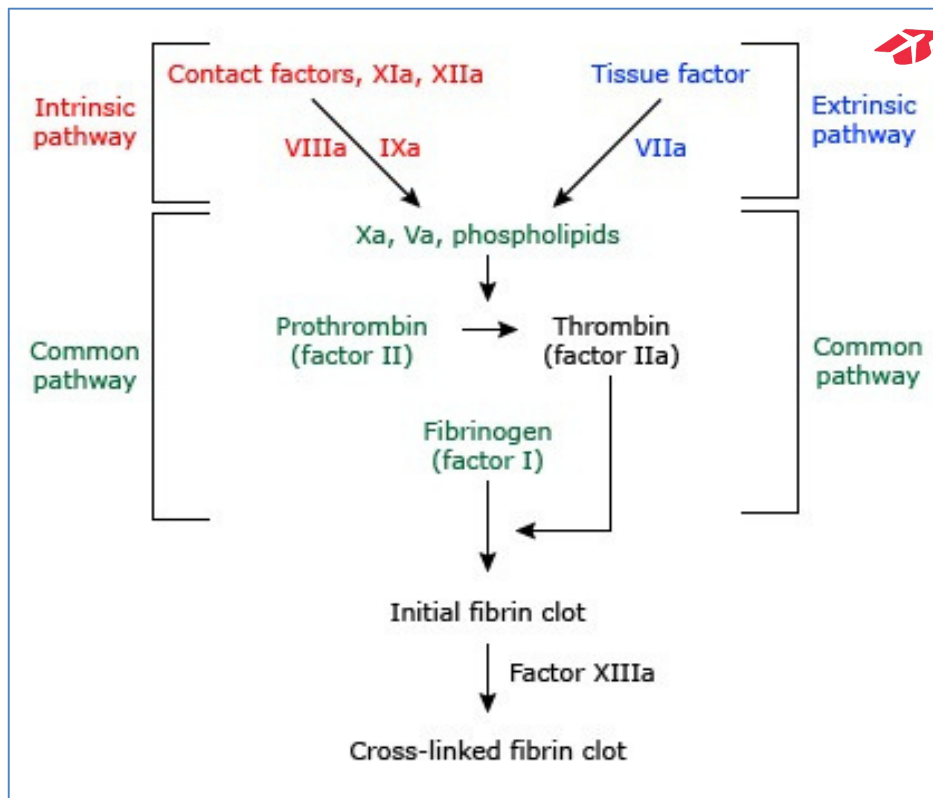 Contact factors, XIa, XIIa
Tissue factor
Intrinsic
pathway
Extrinsic
pathway
VIIIa
IXa
VIIa
Xa, Va, phospholipids
Prothrombin
(factor II)
Thrombin
(factor IIa)
Common
pathway
Common
pathway
Fibrinogen
(factor I)
Initial fibrin clot
Factor XIIIa
Cross-linked fibrin clot